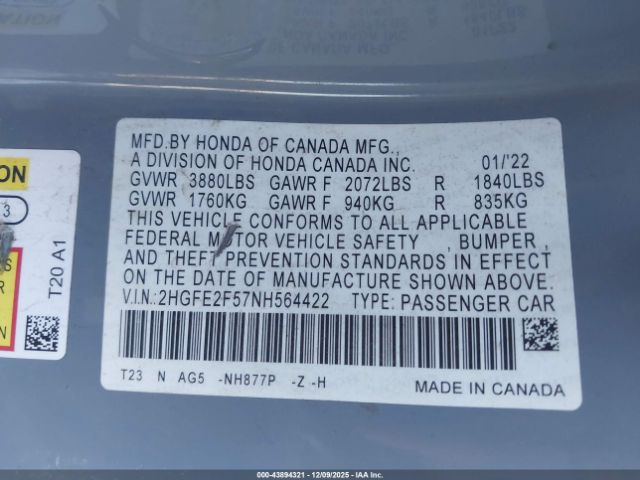 MFD.BY HONDA OF CANADA MFG.,
A DIVISION OF HONDA CANADA INC. 01/'22
GVWR 3880LBS GAWR F 2072LBS R 1840LBS
GVWR 1760KG GAWR F 940KG R 835KG
THIS VEHICLE CONFORMS TO ALL APPLICABLE
FEDERAL MOTOR VEHICLE SAFETY , BUMPER,
AND THEFT PREVENTION STANDARDS IN EFFECT
ON THE DATE OF MANUFACTURE SHOWN ABOVE.
V.I.N.:2HGFE2F57NH564422 TYPE: PASSENGER CAR
T23 N AG5 -NH877P -Z -H
MADE IN CANADA
ION
3
S
R
T20 A1
00-43894321 - 12/09/2025 - IAA Inc.